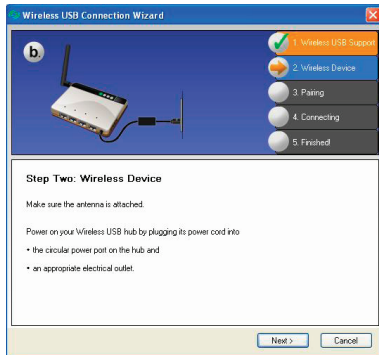 Wireless USB Connection Wizard
b.
1. Wireless USB Support
2. Wireless Device
3. Pairing
4. Connecting
5. Finished!
Step Two: Wireless Device
Make sure the antenna is attached.
Power on your Wireless USB hub by plugging its power cord into
• the circular power port on the hub and
• an appropriate electrical outlet.
Next >
Cancel